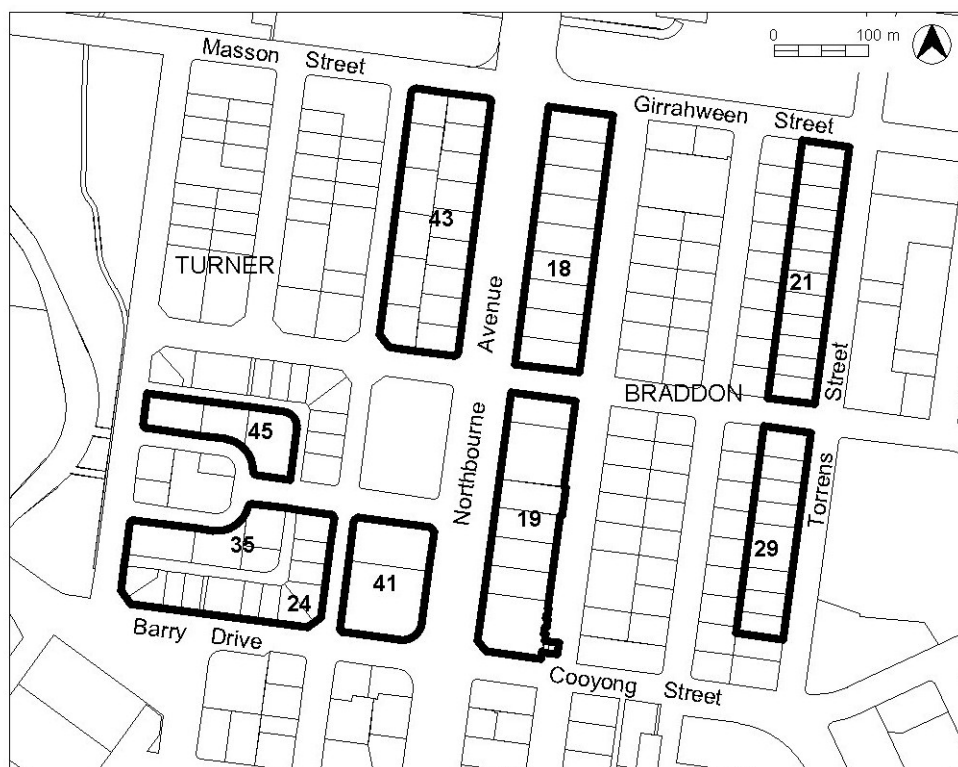 Masson Street
0 100 m
Girrahween Street
43
18
21
TURNER
Avenue
BRADDON
Street
45
Northbourne
Torrens
19
29
35
24
41
Barry Drive
Cooyong Street